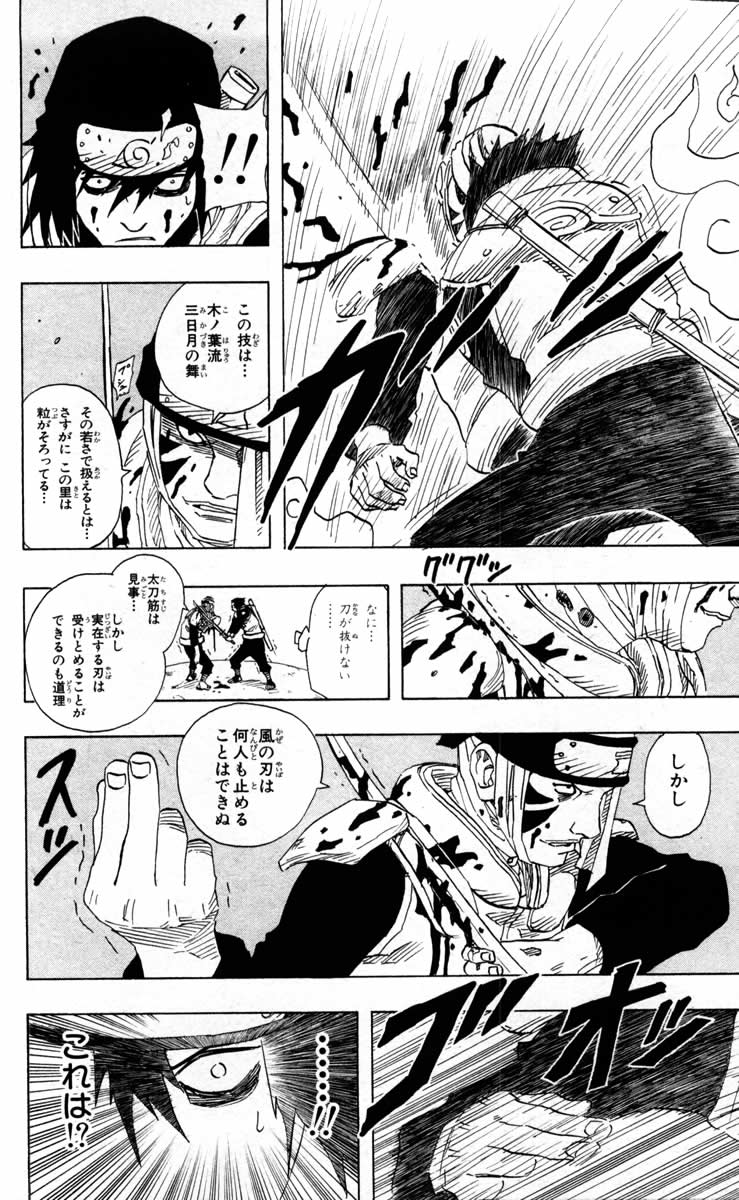 ズシャ
!!
この技は…
木ノ葉流
三日月の舞
プシュ
その若さで扱えるとは…
さすがに この里は
粒がそろってる…
ググッ
なに…
刀が抜けない
………
太刀筋は
見事…
しかし
実在する刃は
受けとめることが
できるのも道理
しかし
風の刃は
何人も止める
ことはできぬ
スッ
ゴオッ
……!!
これは!?